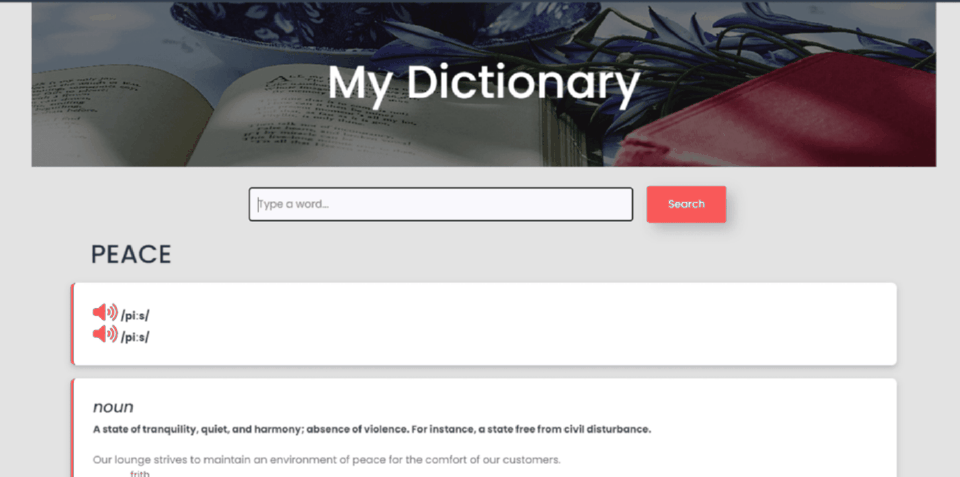 My Dictionary
Type a word...
Search
PEACE
/piːs/
/piːs/
noun
A state of tranquility, quiet, and harmony; absence of violence. For instance, a state free from civil disturbance.
Our lounge strives to maintain an environment of peace for the comfort of our customers.
frith